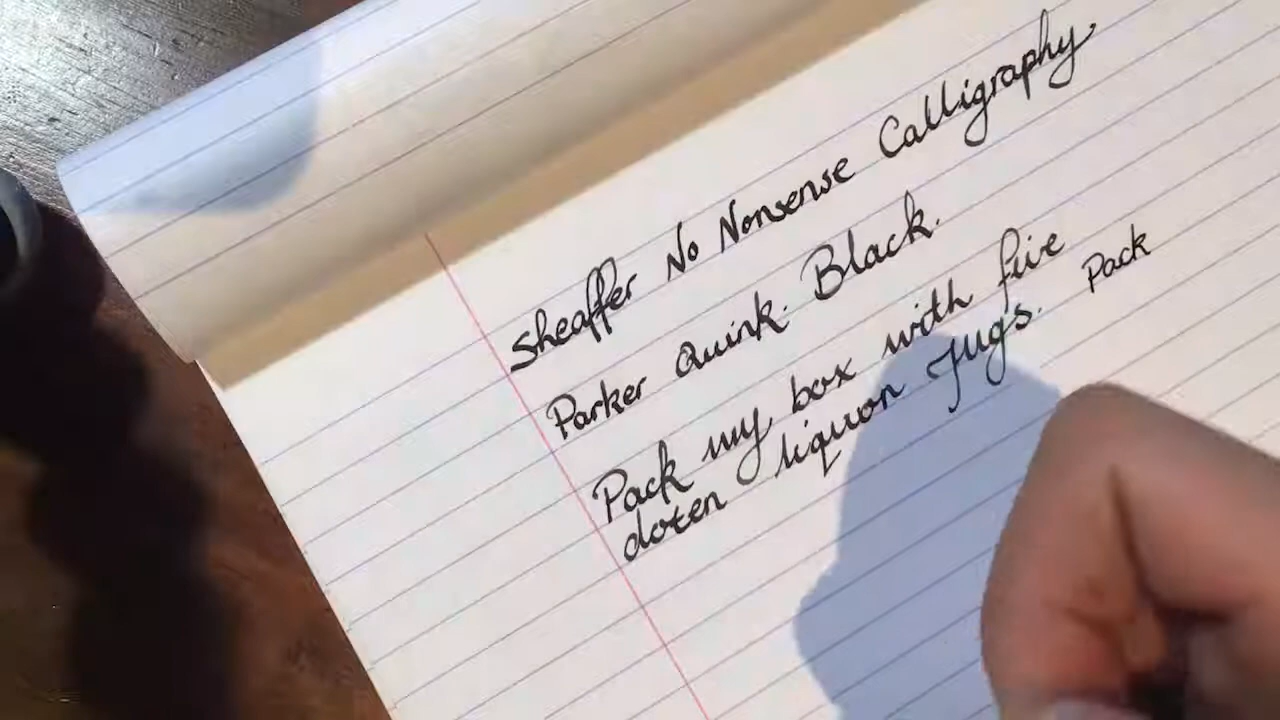 Sheaffer No Nonsense Calligraphy
Parker Quink. Black.
Pack my box with five
dozen liquor Jugs. Pack